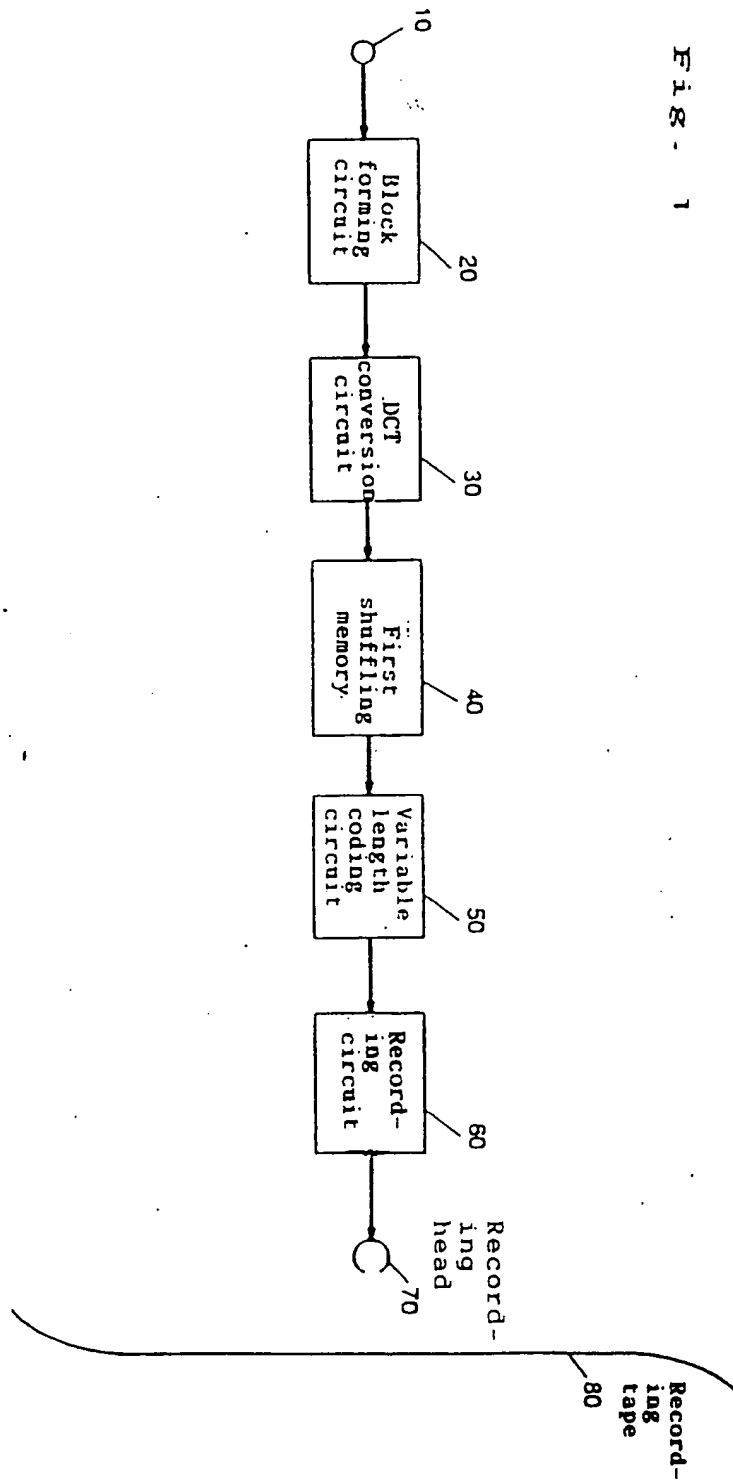 Fig. 1
10
Block
forming
circuit
20
DCT
conversion
circuit
30
First
shuffling
memory
40
Variable
length
coding
circuit
50
Record-
ing
circuit
60
Record-
ing
head
70
Record-
ing
tape
80